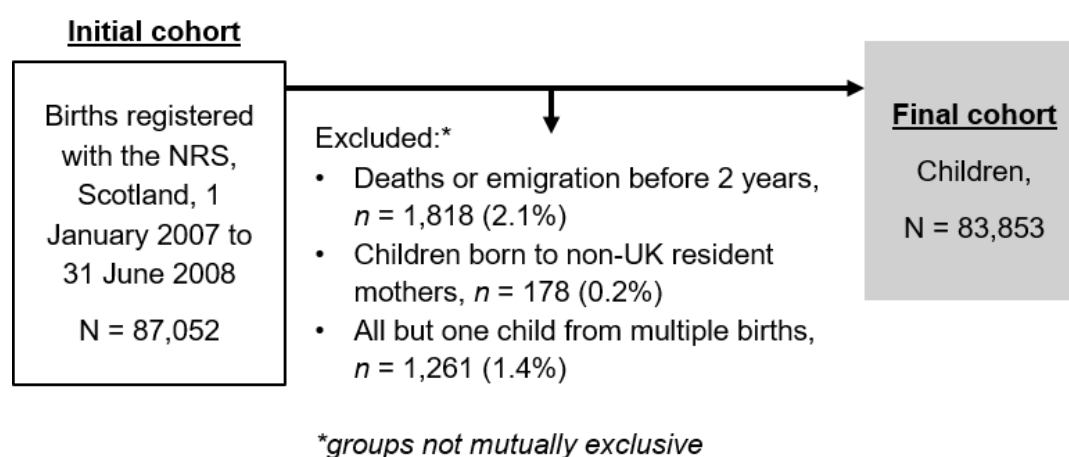 Initial cohort
Births registered
with the NRS,
Scotland, 1
January 2007 to
31 June 2008
N = 87,052
Excluded:*
• Deaths or emigration before 2 years,
n = 1,818 (2.1%)
• Children born to non-UK resident
mothers, n = 178 (0.2%)
• All but one child from multiple births,
n = 1,261 (1.4%)
*groups not mutually exclusive
Final cohort
Children,
N = 83,853